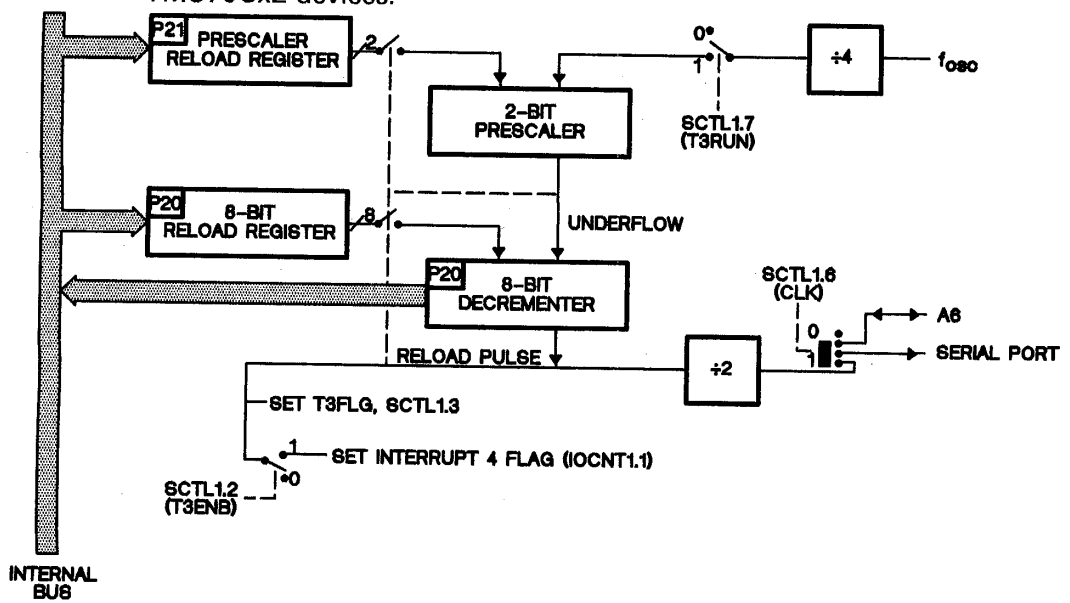 P21
PRESCALER
RELOAD REGISTER
2
0
1
÷4
fosc
2-BIT
PRESCALER
SCTL1.7
(T3RUN)
P20
8-BIT
RELOAD REGISTER
8
UNDERFLOW
P20
8-BIT
DECREMENTER
SCTL1.6
(CLK)
0
1
A6
SERIAL PORT
RELOAD PULSE
÷2
SET T3FLG, SCTL1.3
1
SET INTERRUPT 4 FLAG (IOCNT1.1)
0
SCTL1.2
(T3ENB)
INTERNAL
BUS